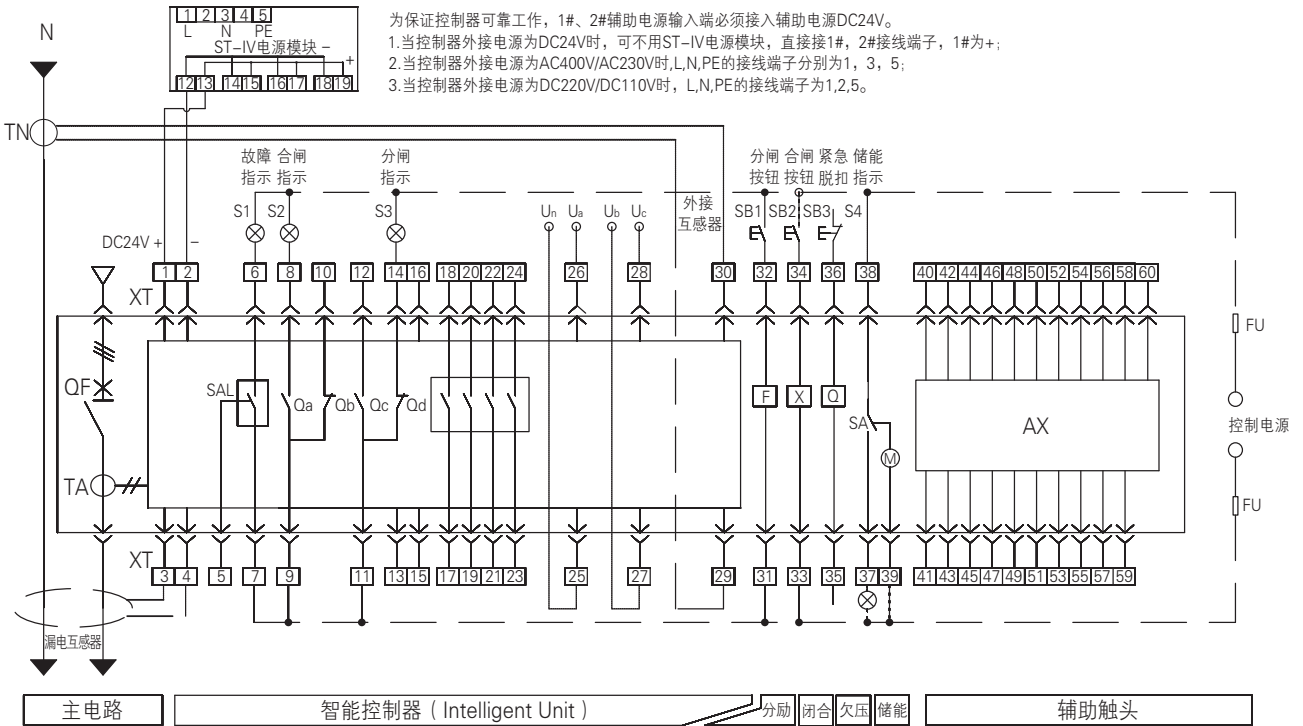 为保证控制器可靠工作，1#、2#辅助电源输入端必须接入辅助电源DC24V。
1.当控制器外接电源为DC24V时，可不用ST-IV电源模块，直接接1#，2#接线端子，1#为+；
2.当控制器外接电源为AC400V/AC230V时,L,N,PE的接线端子分别为1，3，5；
3.当控制器外接电源为DC220V/DC110V时，L,N,PE的接线端子为1,2,5。
1 2 3 4 5
L N PE
ST-IV电源模块 -
+
12 13 14 15 16 17 18 19
N
TN
故障 合闸 分闸
指示 指示 指示
分闸 合闸 紧急 储能
按钮 按钮 脱扣 指示
外接
互感器
S1 S2 S3 Un Ua Ub Uc SB1 SB2 SB3 S4
DC24V + -
1 2 6 8 10 12 14 16 18 20 22 24 26 28 30 32 34 36 38 40 42 44 46 48 50 52 54 56 58 60
XT
FU
QF SAL Qa Qb Qc Qd F X Q SA M AX
控制电源
TA
FU
XT
3 4 5 7 9 11 13 15 17 19 21 23 25 27 29 31 33 35 37 39 41 43 45 47 49 51 53 55 57 59
漏电互感器
主电路 智能控制器（Intelligent Unit） 分励 闭合 欠压 储能 辅助触头